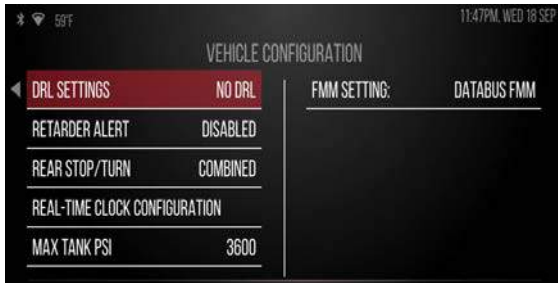 59°F
11:47PM, WED 18 SEP
VEHICLE CONFIGURATION
DRL SETTINGS NO DRL
RETARDER ALERT DISABLED
REAR STOP/TURN COMBINED
REAL-TIME CLOCK CONFIGURATION
MAX TANK PSI 3600
FMM SETTING: DATABUS FMM